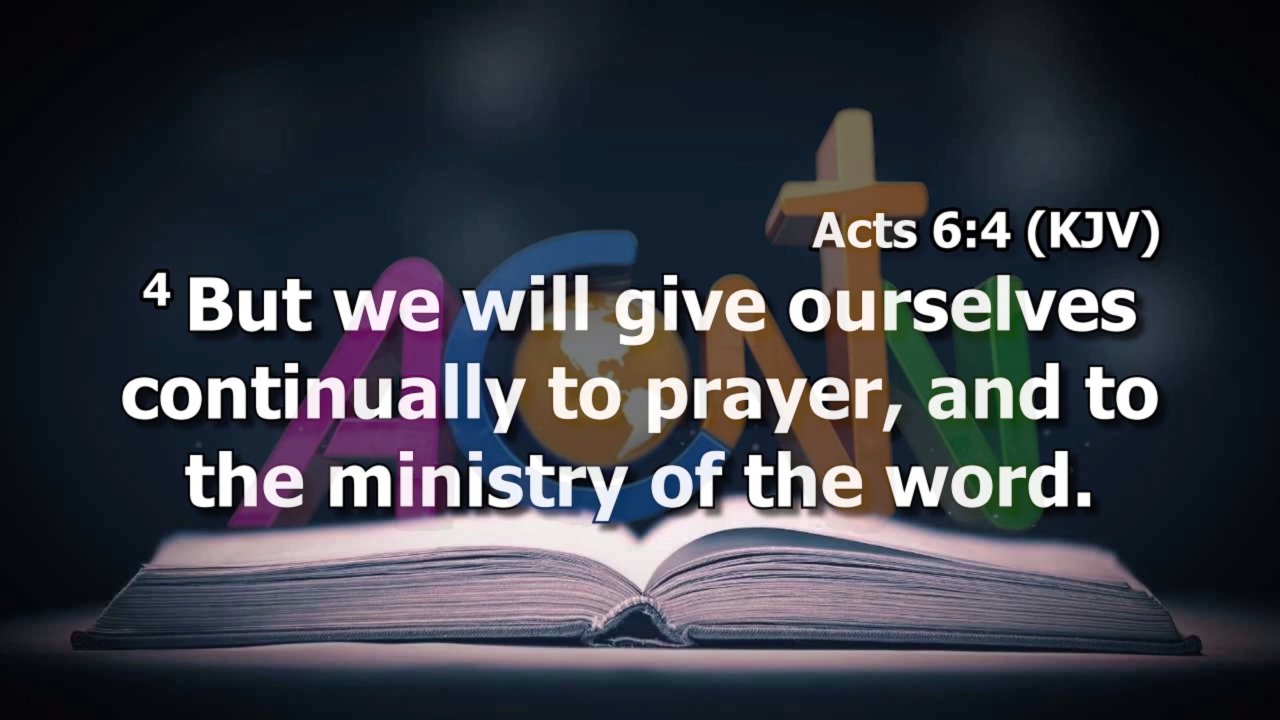 Acts 6:4 (KJV)
4 But we will give ourselves
continually to prayer, and to
the ministry of the word.
ACNN